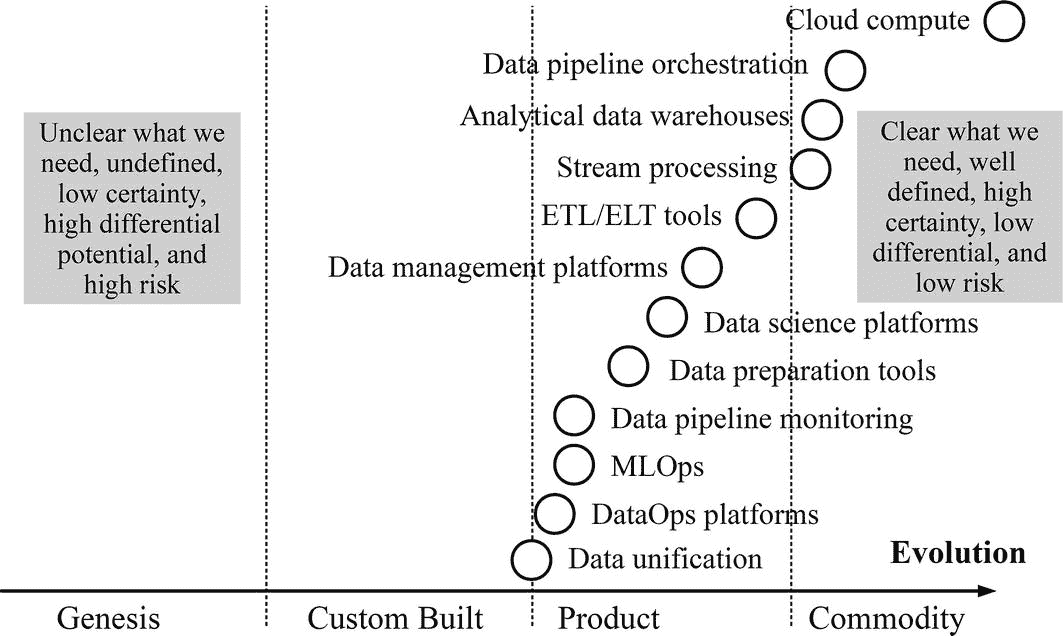 Cloud compute
Data pipeline orchestration
Analytical data warehouses
Unclear what we
need, undefined,
low certainty,
high differential
potential, and
high risk
Clear what we
need, well
defined, high
certainty, low
differential, and
low risk
Stream processing
ETL/ELT tools
Data management platforms
Data science platforms
Data preparation tools
Data pipeline monitoring
MLOps
DataOps platforms
Data unification
Evolution
Genesis
Custom Built
Product
Commodity